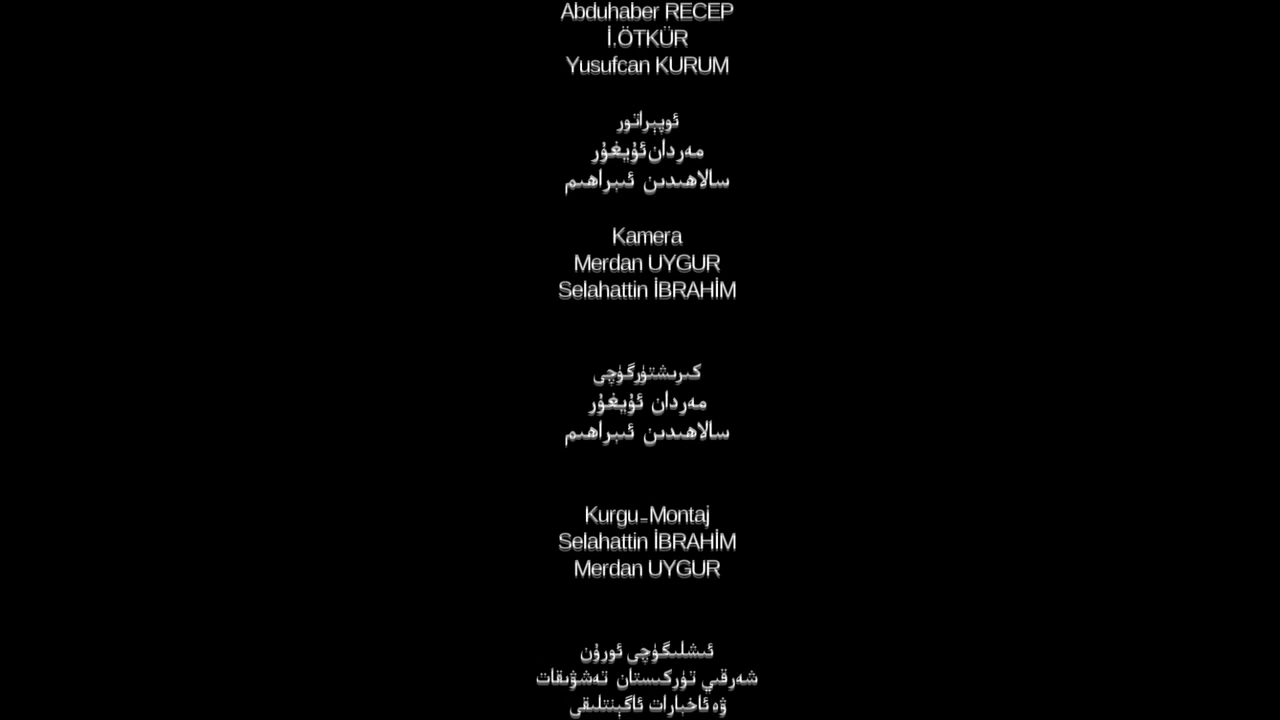 Abduhaber RECEP
İ.ÖTKÜR
Yusufcan KURUM
ئوپېراتور
مەردان ئۇيغۇر
سالاھىدىن ئىبراھىم
Kamera
Merdan UYGUR
Selahattin İBRAHİM
كىرىشتۈرگۈچى
مەردان ئۇيغۇر
سالاھىدىن ئىبراھىم
Kurgu-Montaj
Selahattin İBRAHİM
Merdan UYGUR
ئىشلىگۈچى ئورۇن
شەرقىي تۈركىستان تەشۋىقات
ۋە ئاخبارات ئاگېنتلىقى